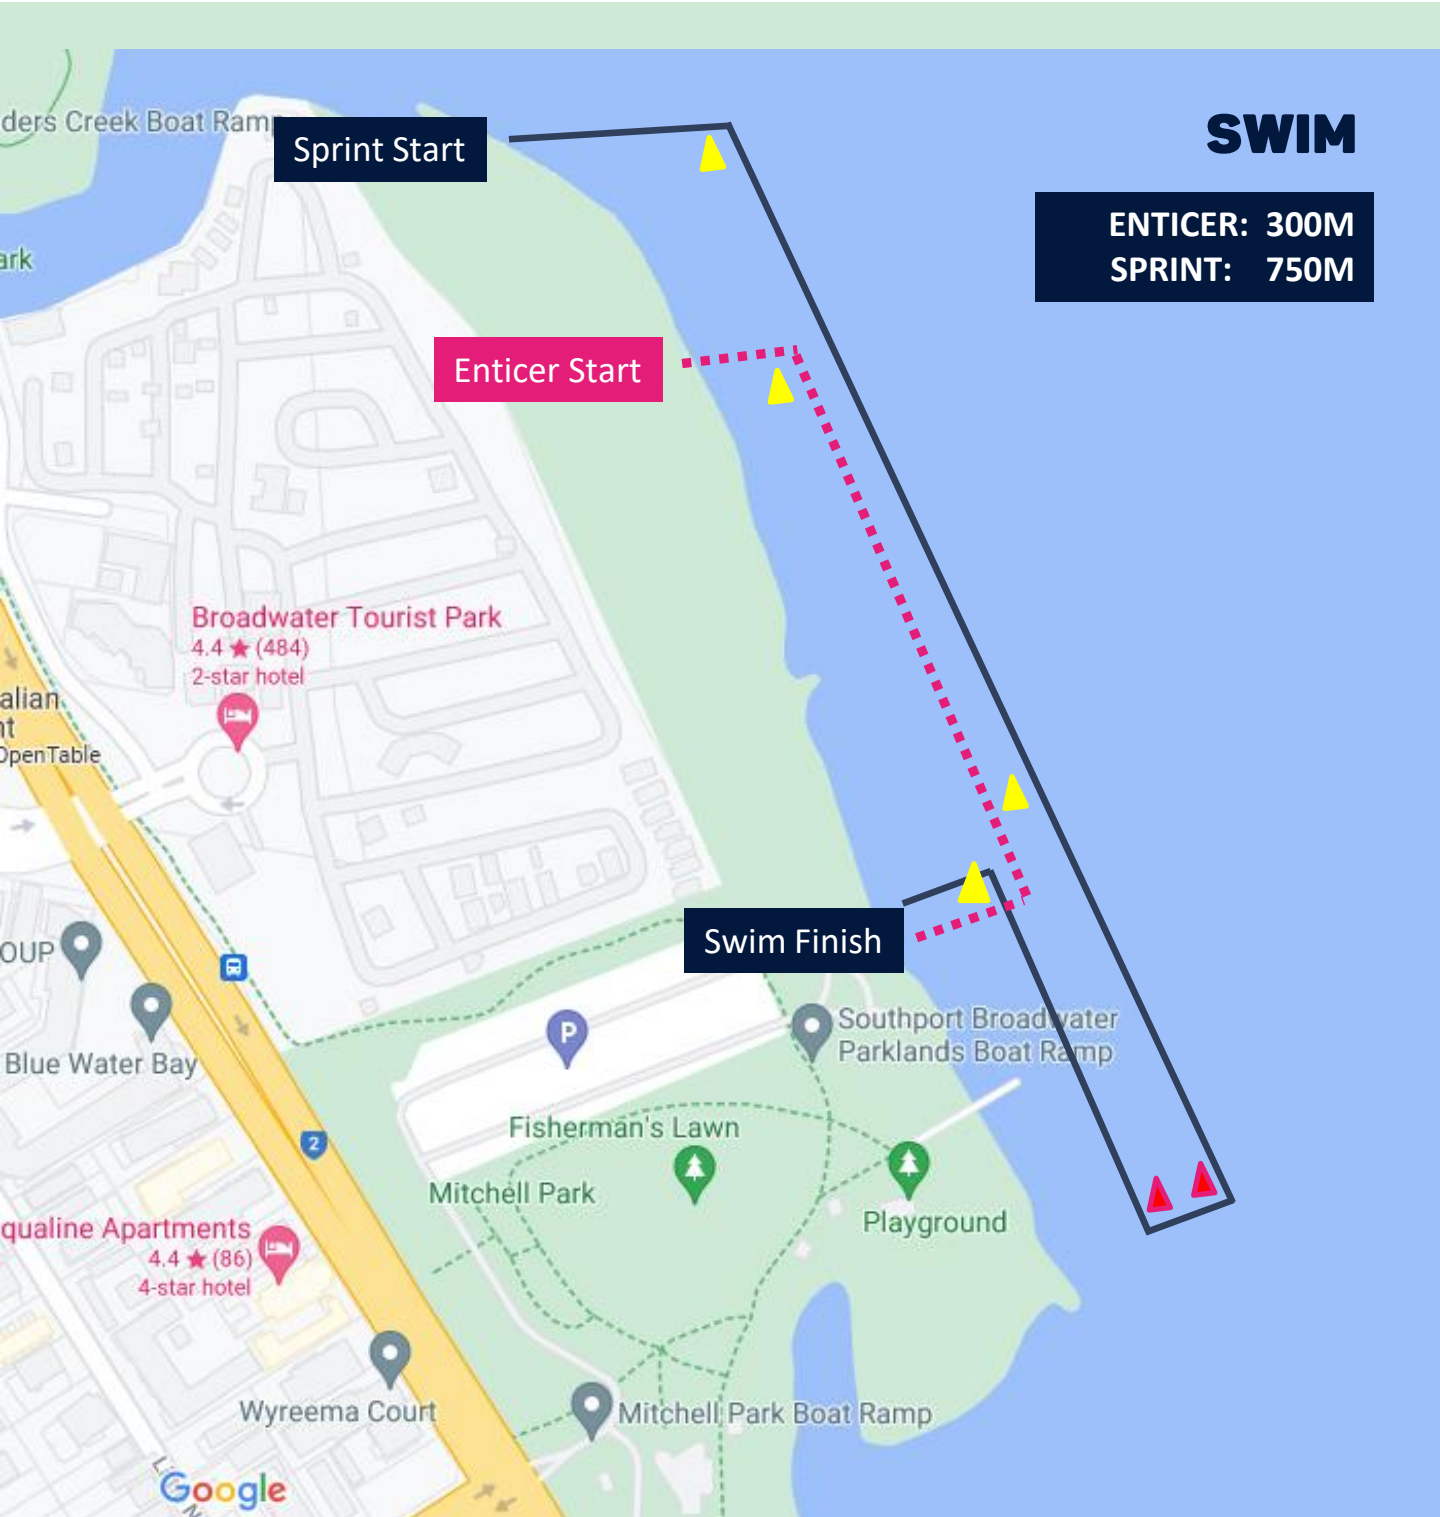 ders Creek Boat Ramp
Sprint Start
SWIM
ENTICER: 300M
SPRINT: 750M
ark
Enticer Start
Broadwater Tourist Park
4.4 ★ (484)
2-star hotel
alian
nt
OpenTable
OUP
Swim Finish
Blue Water Bay
P
Southport Broadwater
Parklands Boat Ramp
Fisherman's Lawn
2
Mitchell Park
Playground
qualine Apartments
4.4 ★ (86)
4-star hotel
Wyreema Court
Mitchell Park Boat Ramp
Google